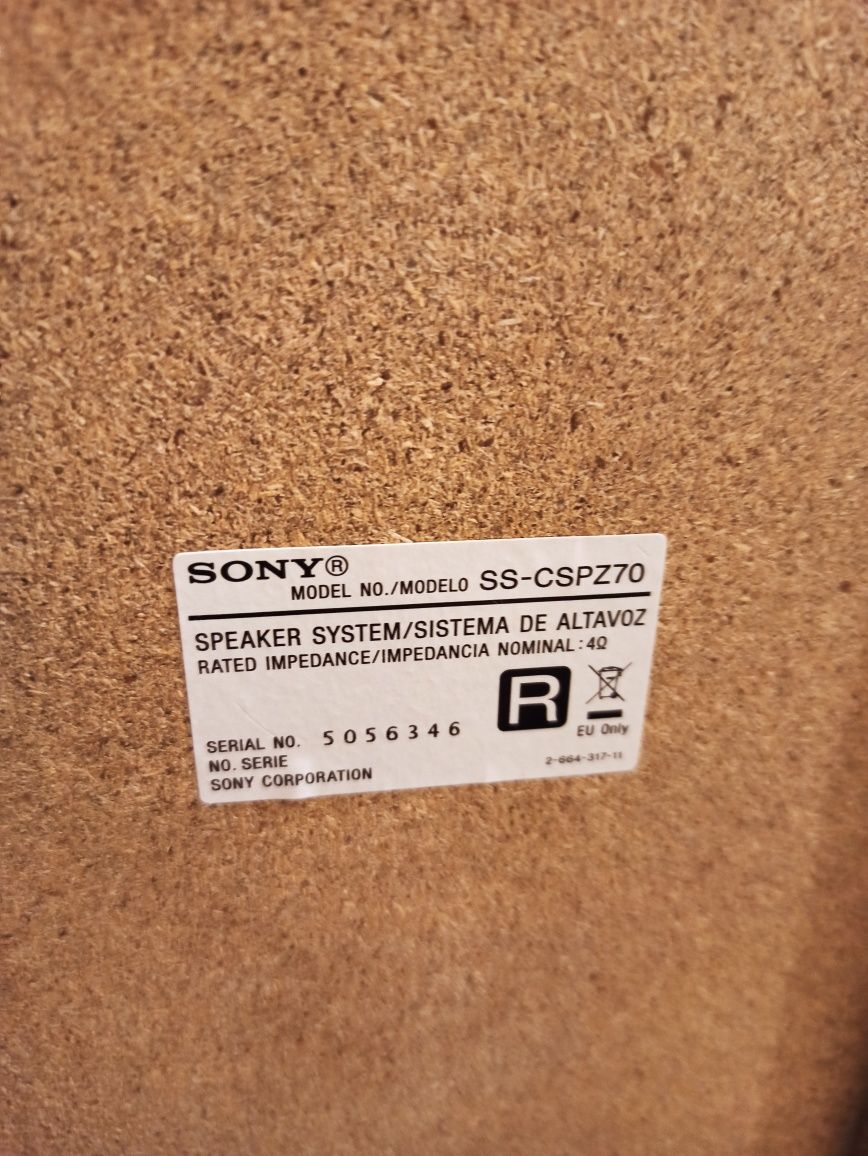 SONY®
MODEL NO./MODELO SS-CSPZ70
SPEAKER SYSTEM/SISTEMA DE ALTAVOZ
RATED IMPEDANCE/IMPEDANCIA NOMINAL:4Ω
R
EU Only
SERIAL NO. 5056346
NO. SERIE
SONY CORPORATION
2-664-317-11